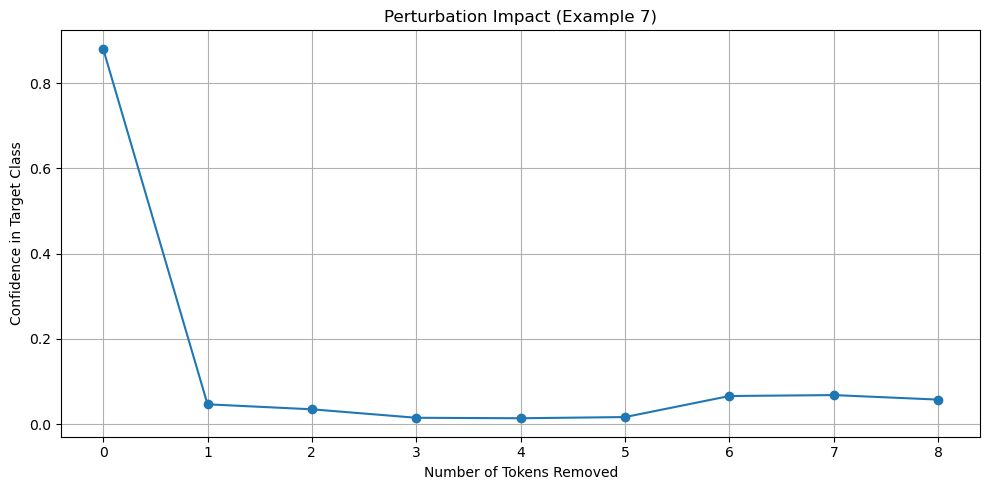 Perturbation Impact (Example 7)
Confidence in Target Class
0.8
0.6
0.4
0.2
0.0
0 1 2 3 4 5 6 7 8
Number of Tokens Removed